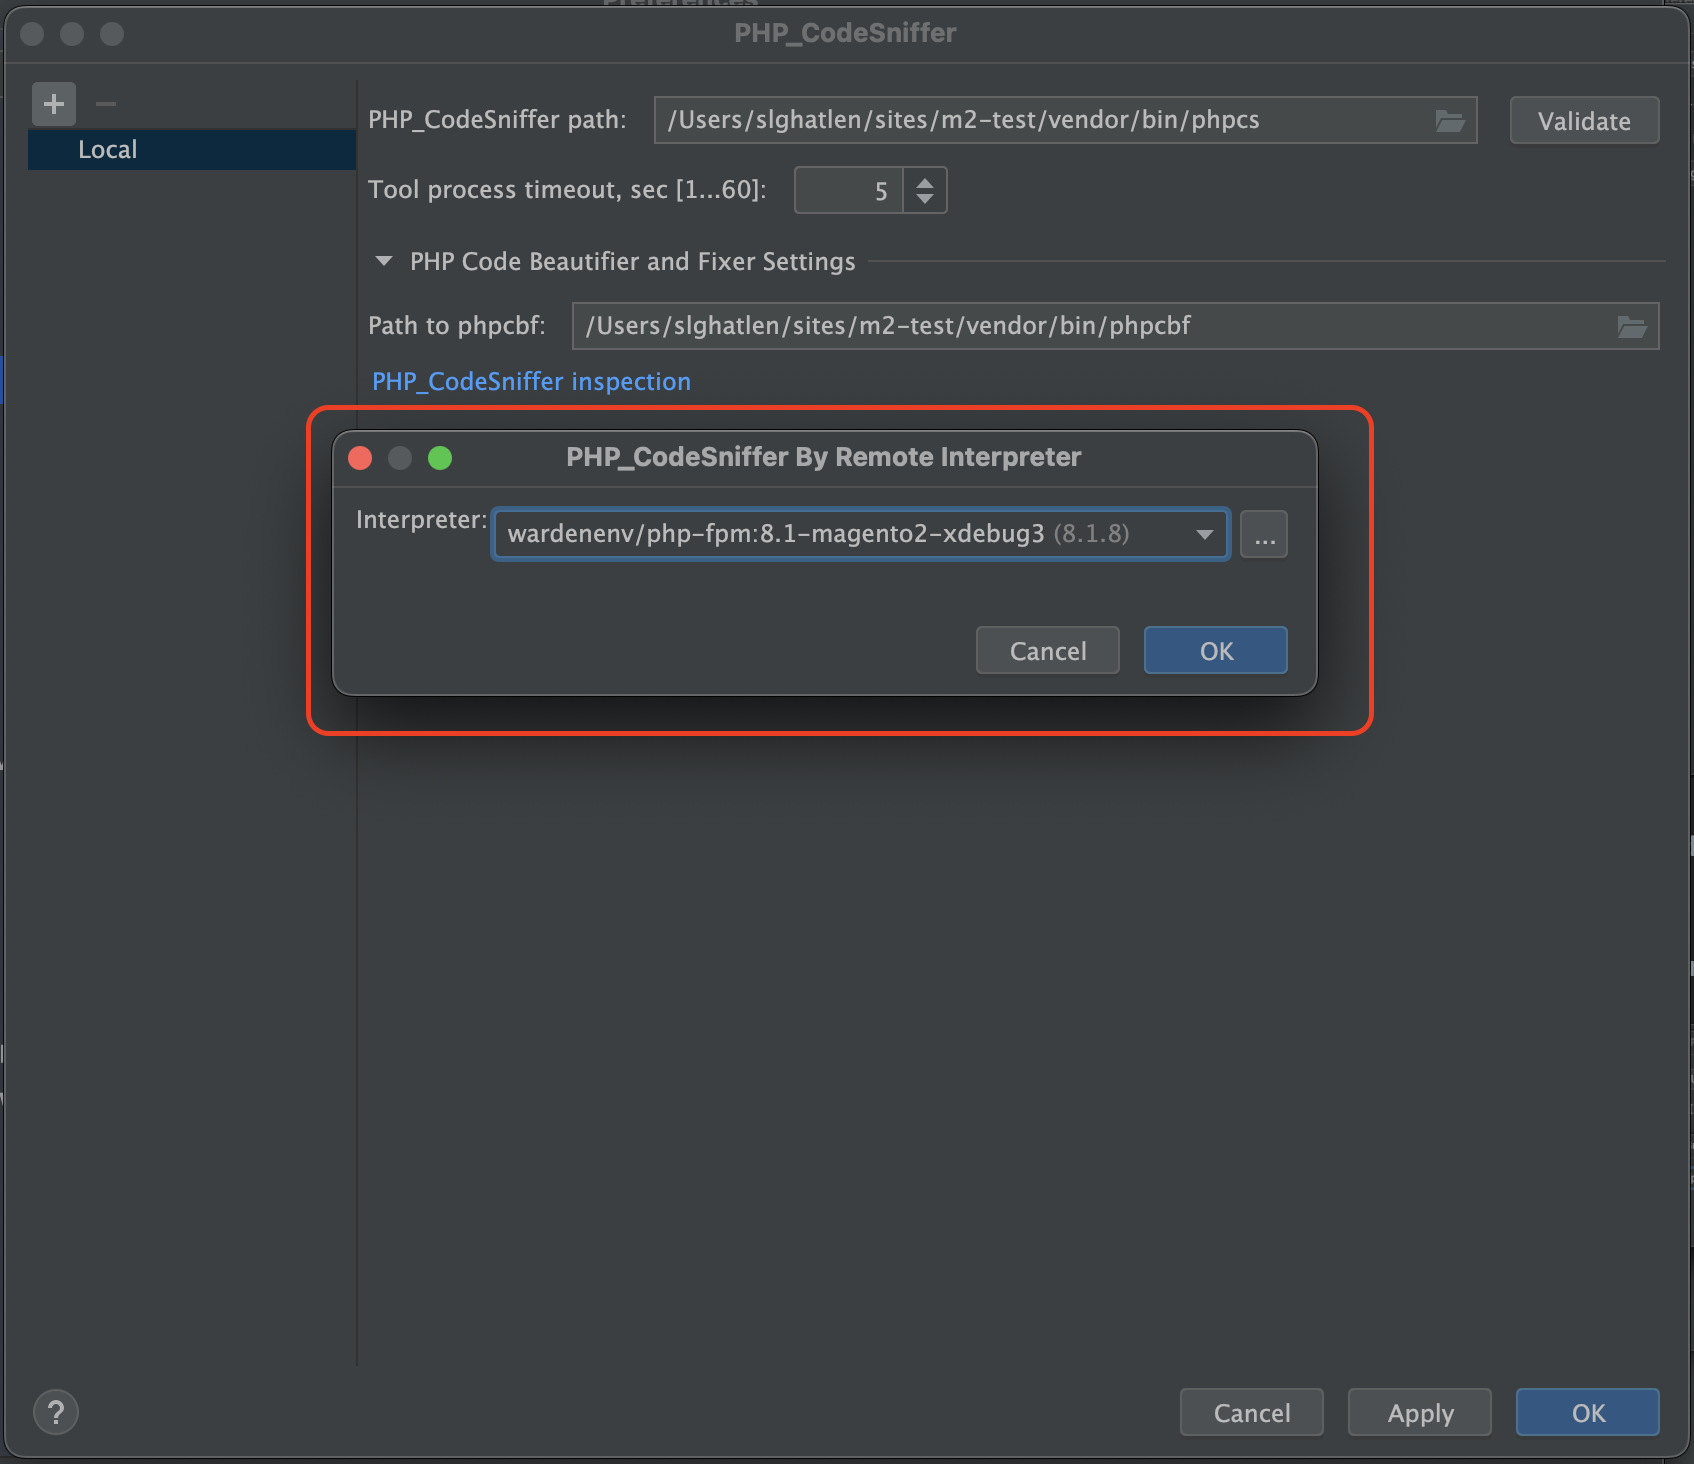 Preferences
PHP_CodeSniffer
Local
PHP_CodeSniffer path: /Users/slghatlen/sites/m2-test/vendor/bin/phpcs Validate
Tool process timeout, sec [1...60]: 5
PHP Code Beautifier and Fixer Settings
Path to phpcbf: /Users/slghatlen/sites/m2-test/vendor/bin/phpcbf
PHP_CodeSniffer inspection
PHP_CodeSniffer By Remote Interpreter
Interpreter: wardenenv/php-fpm:8.1-magento2-xdebug3 (8.1.8) ...
Cancel OK
? Cancel Apply OK